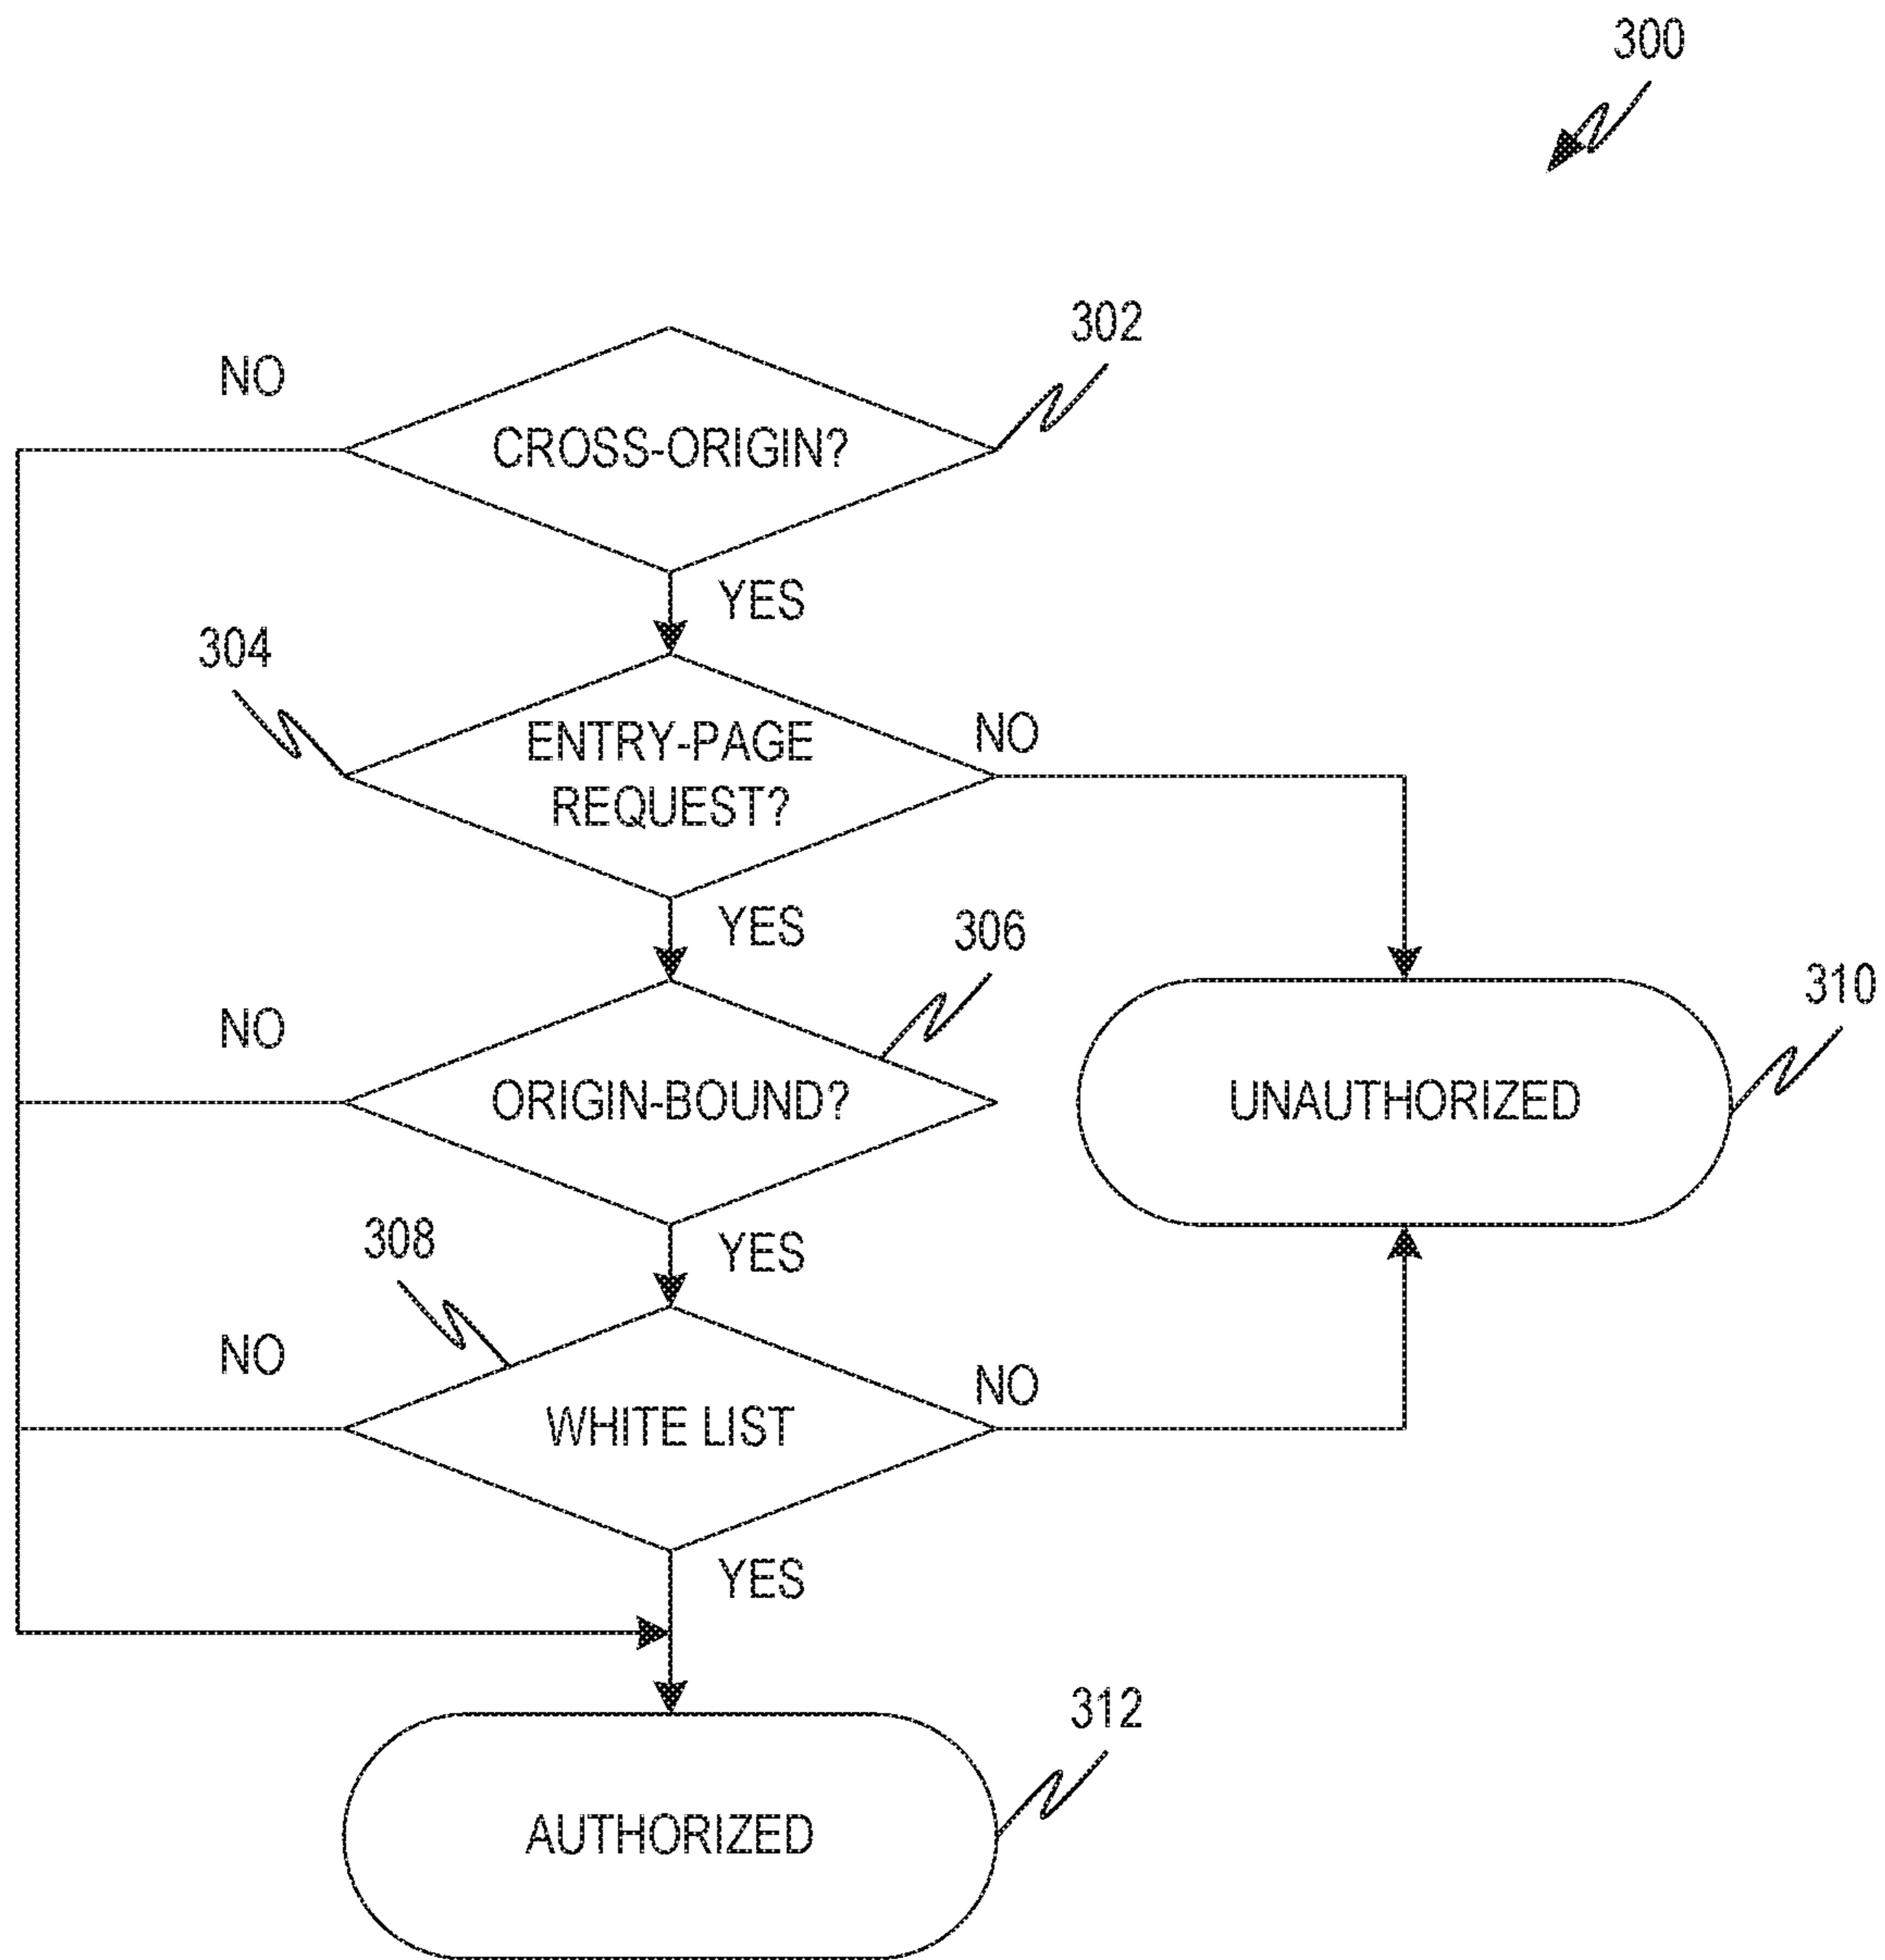 300
302
NO
CROSS-ORIGIN?
YES
304
ENTRY-PAGE
REQUEST?
NO
YES
306
NO
ORIGIN-BOUND?
UNAUTHORIZED
310
YES
308
NO
WHITE LIST
NO
YES
312
AUTHORIZED